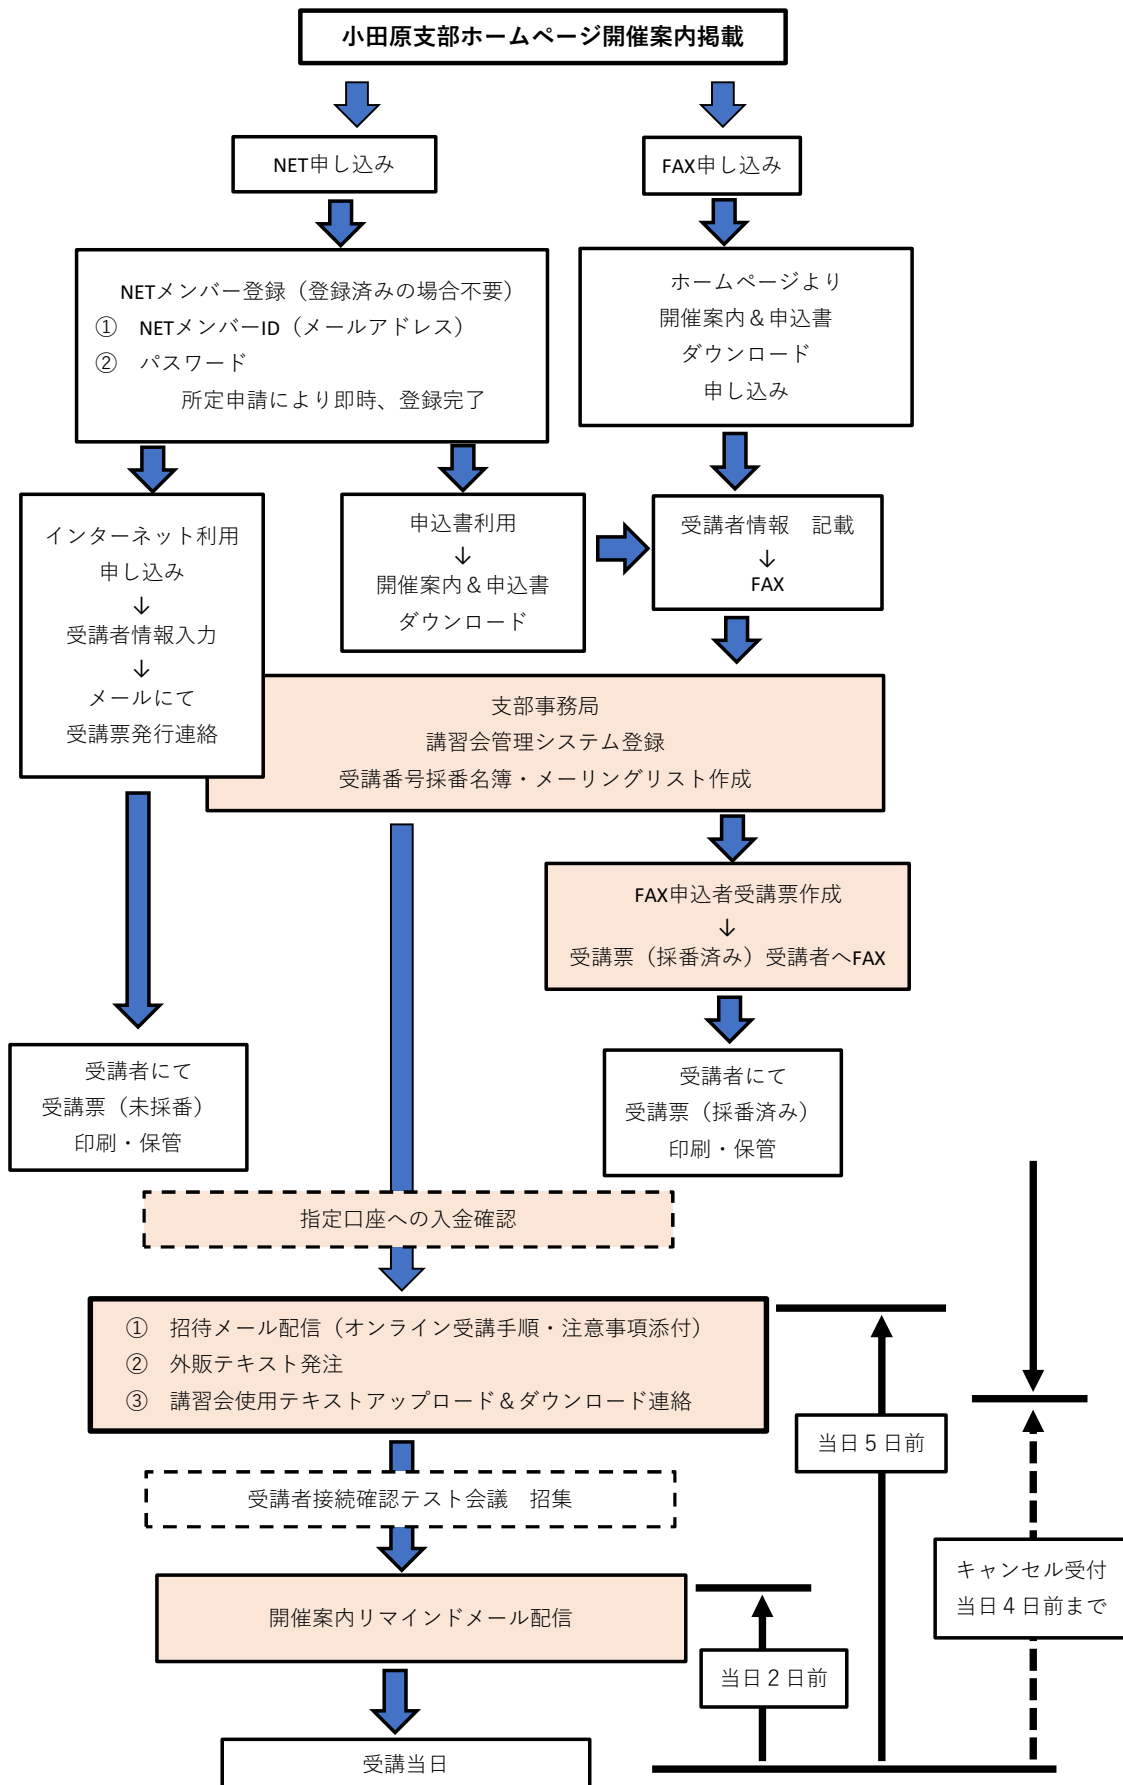 小田原支部ホームページ開催案内掲載
NET申し込み
FAX申し込み
NETメンバー登録（登録済みの場合不要）
① NETメンバーID（メールアドレス）
② パスワード
所定申請により即時、登録完了
ホームページより
開催案内＆申込書
ダウンロード
申し込み
インターネット利用
申し込み
↓
受講者情報入力
↓
メールにて
受講票発行連絡
申込書利用
↓
開催案内＆申込書
ダウンロード
受講者情報　記載
↓
FAX
支部事務局
講習会管理システム登録
受講番号採番名簿・メーリングリスト作成
FAX申込者受講票作成
↓
受講票（採番済み）受講者へFAX
受講者にて
受講票（未採番）
印刷・保管
受講者にて
受講票（採番済み）
印刷・保管
指定口座への入金確認
① 招待メール配信（オンライン受講手順・注意事項添付）
② 外販テキスト発注
③ 講習会使用テキストアップロード＆ダウンロード連絡
当日５日前
受講者接続確認テスト会議　招集
キャンセル受付
当日４日前まで
開催案内リマインドメール配信
当日２日前
受講当日